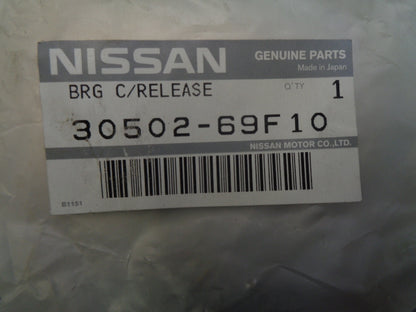 NISSAN GENUINE PARTS
Made in Japan
BRG C/RELEASE Q'TY 1
30502-69F10
NISSAN MOTOR CO.,LTD.
B1151